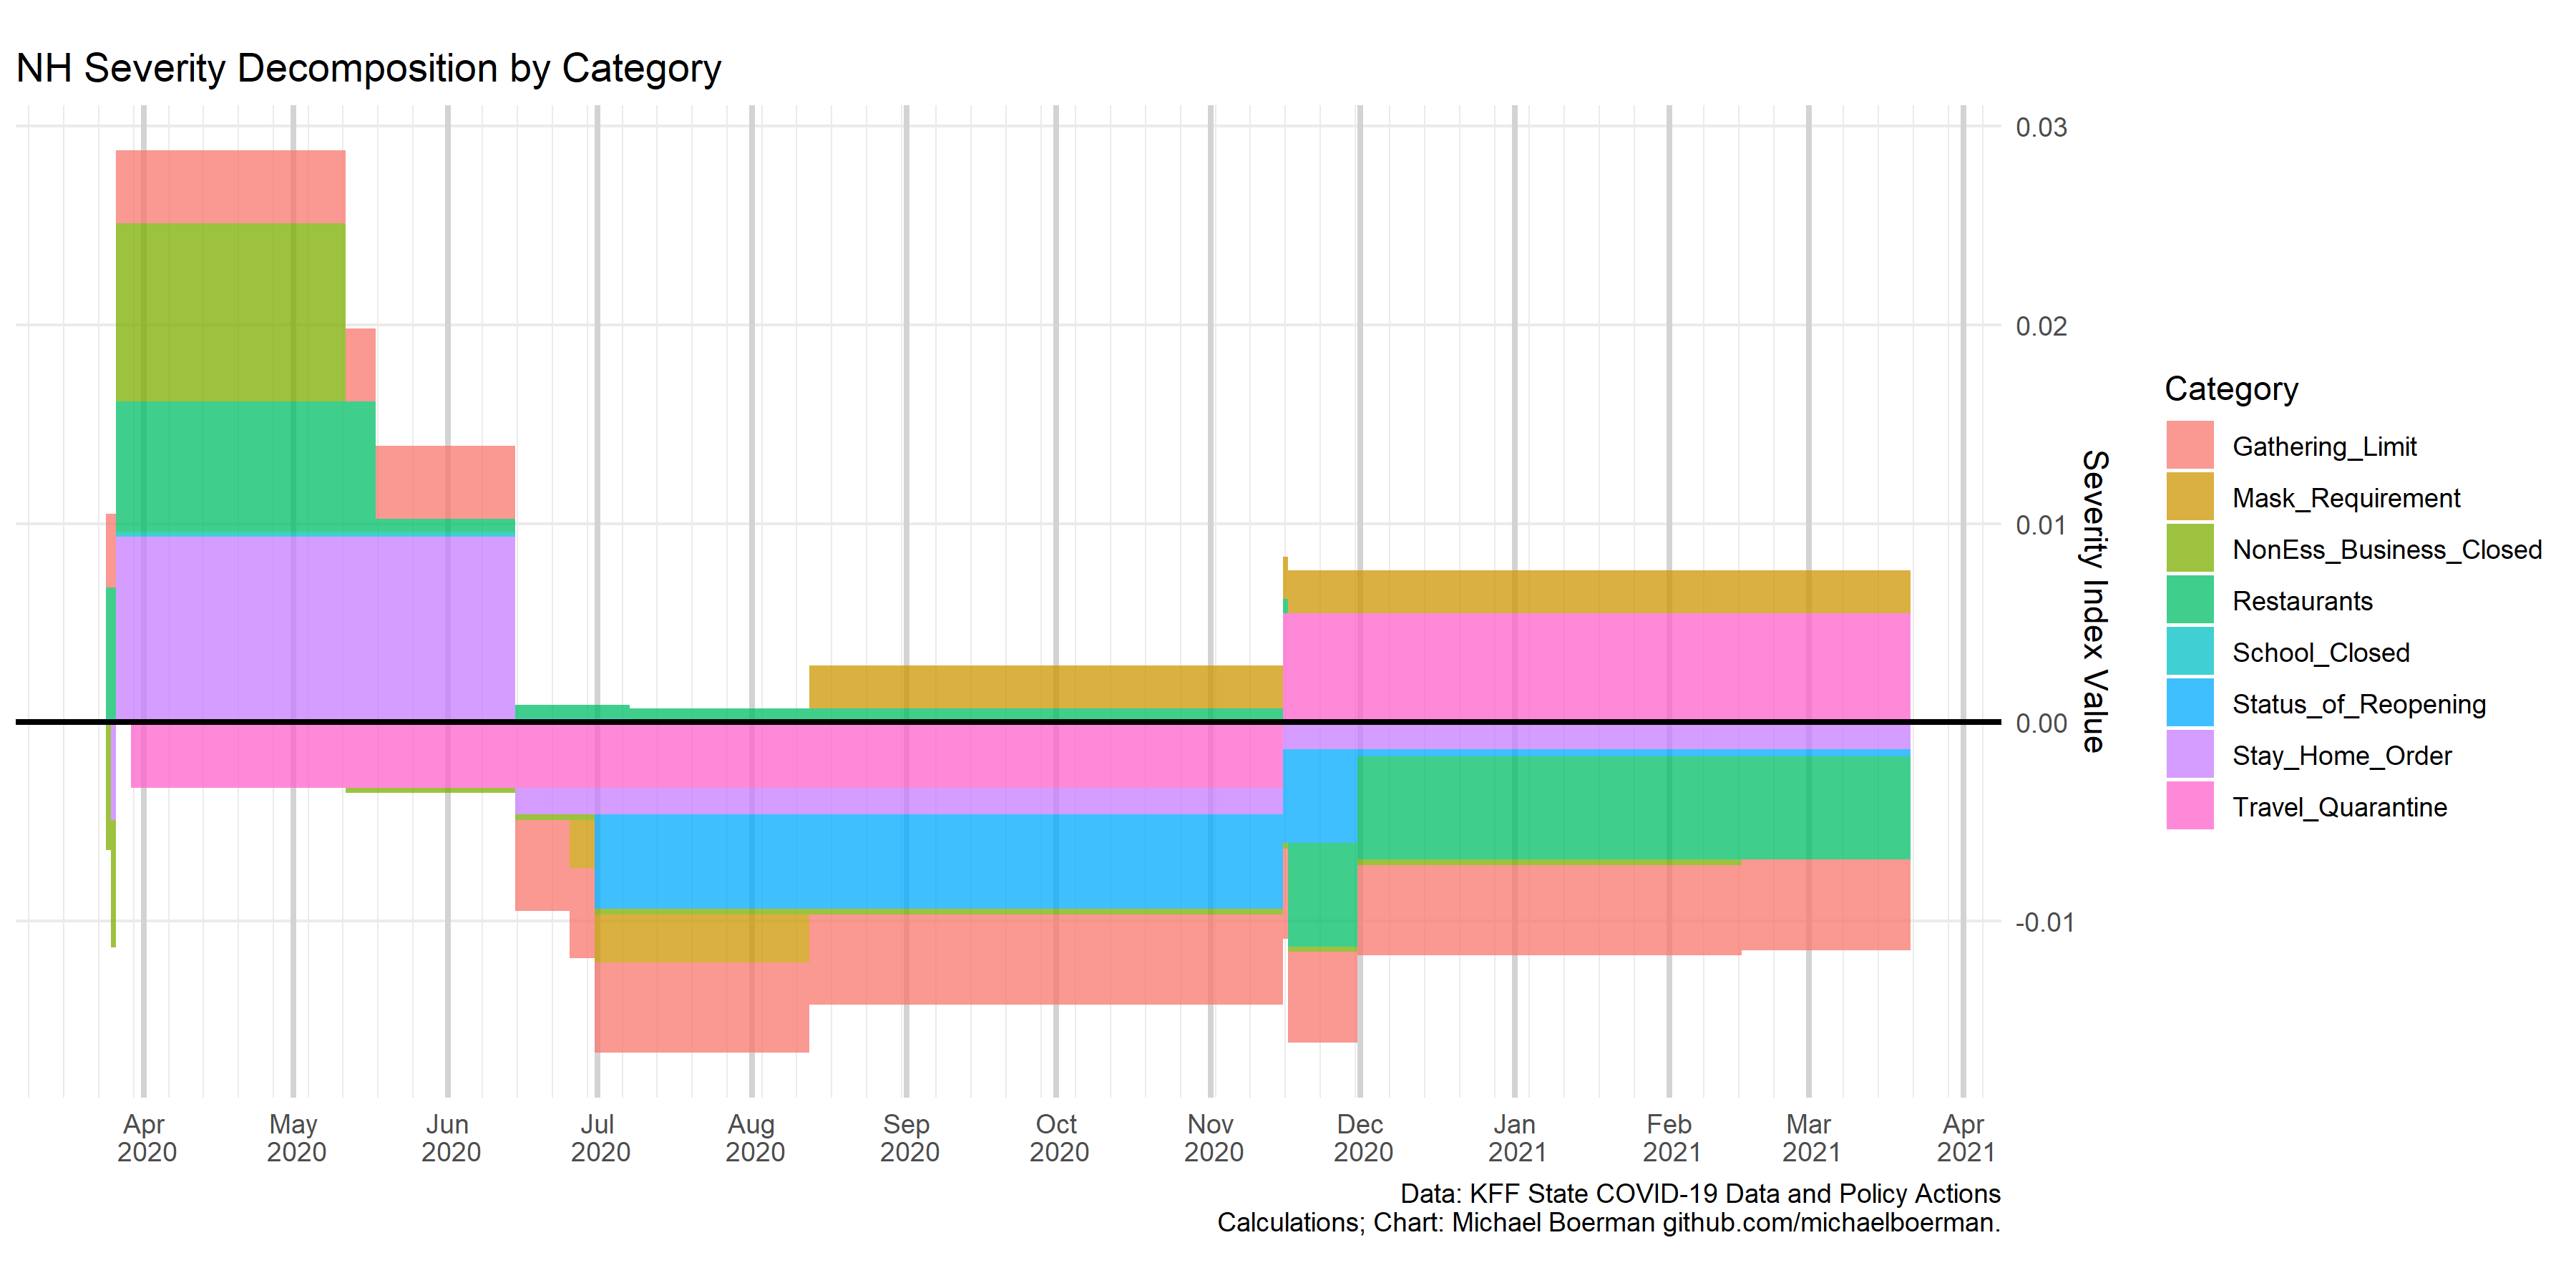 NH Severity Decomposition by Category
0.03
0.02
0.01
0.00
-0.01
Severity Index Value
Apr
2020
May
2020
Jun
2020
Jul
2020
Aug
2020
Sep
2020
Oct
2020
Nov
2020
Dec
2020
Jan
2021
Feb
2021
Mar
2021
Apr
2021
Category
Gathering_Limit
Mask_Requirement
NonEss_Business_Closed
Restaurants
School_Closed
Status_of_Reopening
Stay_Home_Order
Travel_Quarantine
Data: KFF State COVID-19 Data and Policy Actions
Calculations; Chart: Michael Boerman github.com/michaelboerman.